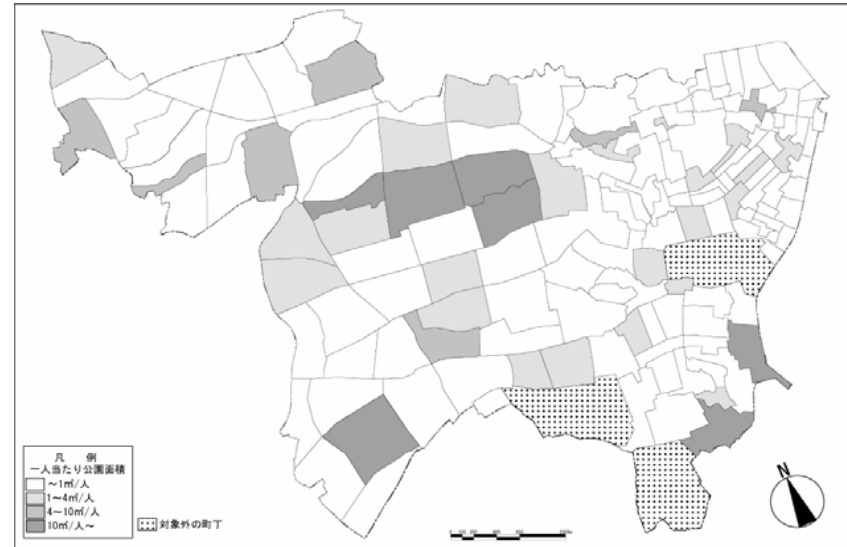 N
凡 例
一人当たり公園面積
～1㎡/人
1～4㎡/人
4～10㎡/人
10㎡/人～
対象外の町丁